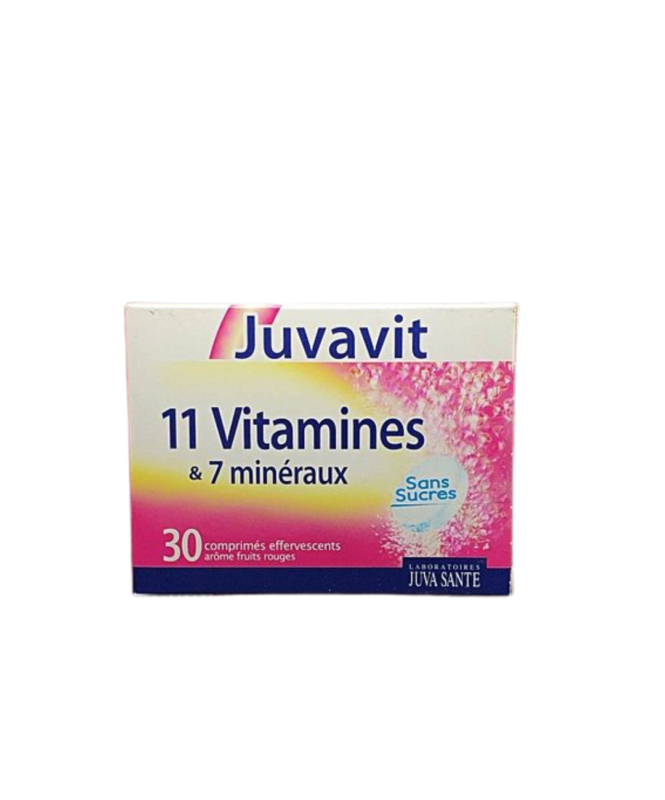 Juvavit
11 Vitamines
& 7 minéraux
Sans
Sucres
30 comprimés effervescents
arôme fruits rouges
LABORATOIRES
JUVA SANTE